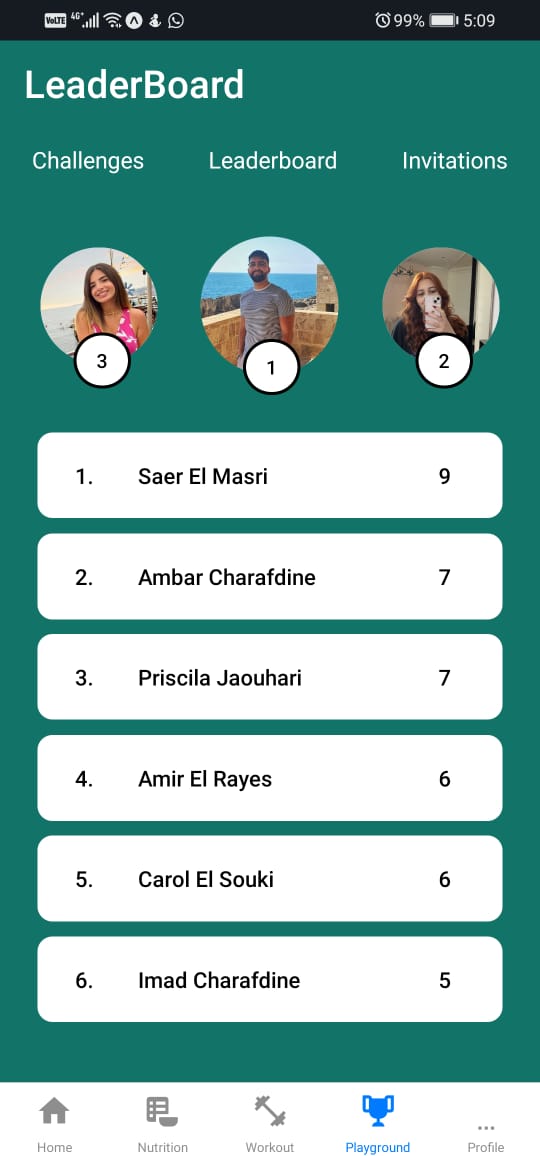 VoLTE 4G+ 99% 5:09
LeaderBoard
Challenges Leaderboard Invitations
3 1 2
1. Saer El Masri 9
2. Ambar Charafdine 7
3. Priscila Jaouhari 7
4. Amir El Rayes 6
5. Carol El Souki 6
6. Imad Charafdine 5
Home Nutrition Workout Playground Profile